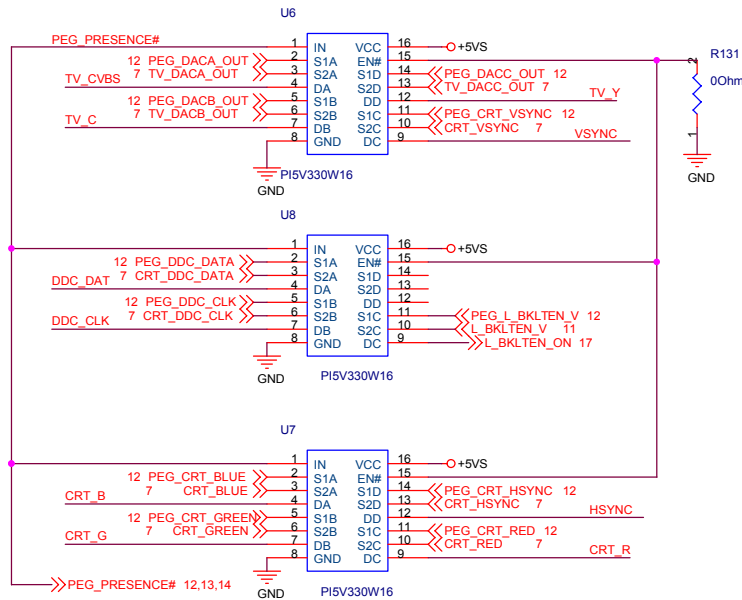 U6
PEG_PRESENCE# 1 IN VCC 16 +5VS
12 PEG_DACA_OUT 2 S1A EN# 15
7 TV_DACA_OUT 3 S2A S1D 14 PEG_DACC_OUT 12
TV_CVBS 4 DA S2D 13 TV_DACC_OUT 7
12 PEG_DACB_OUT 5 S1B DD 12 TV_Y
7 TV_DACB_OUT 6 S2B S1C 11 PEG_CRT_VSYNC 12
TV_C 7 DB S2C 10 CRT_VSYNC 7
8 GND DC 9 VSYNC
PI5V330W16
GND
R131
2
0Ohm
1
GND
U8
1 IN VCC 16 +5VS
12 PEG_DDC_DATA 2 S1A EN# 15
7 CRT_DDC_DATA 3 S2A S1D 14
DDC_DAT 4 DA S2D 13
12 PEG_DDC_CLK 5 S1B DD 12
7 CRT_DDC_CLK 6 S2B S1C 11 PEG_L_BKLTEN_V 12
DDC_CLK 7 DB S2C 10 L_BKLTEN_V 11
8 GND DC 9 L_BKLTEN_ON 17
GND
PI5V330W16
U7
1 IN VCC 16 +5VS
12 PEG_CRT_BLUE 2 S1A EN# 15
7 CRT_BLUE 3 S2A S1D 14 PEG_CRT_HSYNC 12
CRT_B 4 DA S2D 13 CRT_HSYNC 7
12 PEG_CRT_GREEN 5 S1B DD 12 HSYNC
7 CRT_GREEN 6 S2B S1C 11 PEG_CRT_RED 12
CRT_G 7 DB S2C 10 CRT_RED 7
8 GND DC 9 CRT_R
PEG_PRESENCE# 12,13,14
GND
PI5V330W16